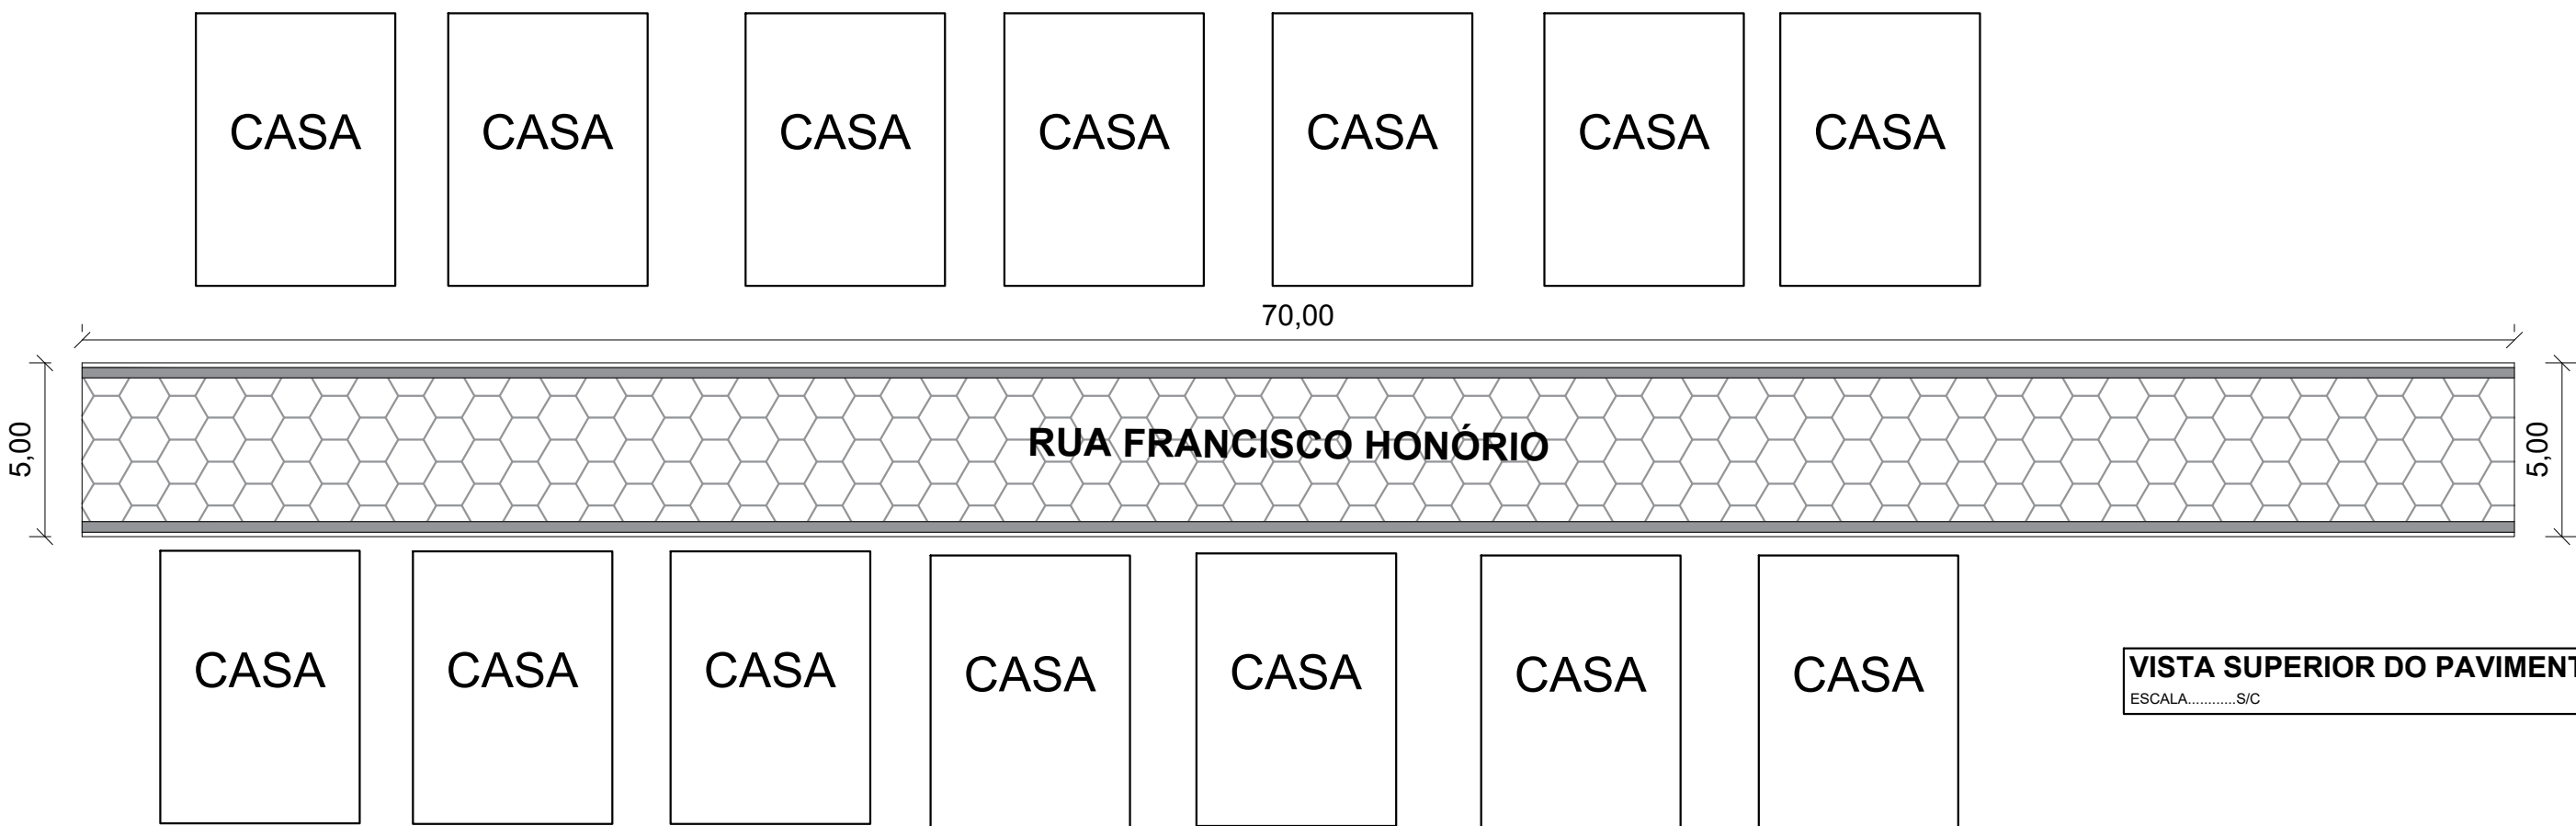 CASA CASA CASA CASA CASA CASA CASA
70,00
5,00
RUA FRANCISCO HONÓRIO
5,00
CASA CASA CASA CASA CASA CASA CASA
VISTA SUPERIOR DO PAVIMENT
ESCALA............S/C